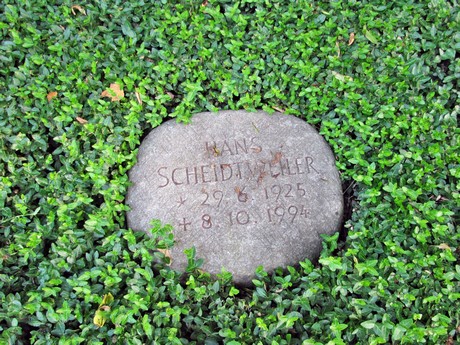 HANS
SCHEIDTWEILER
* 29. 6. 1925
✝ 8. 10. 1994